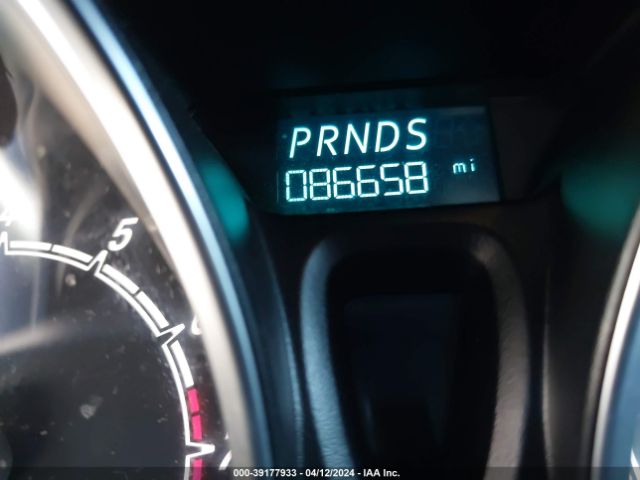 PRNDS
086658 mi
4
5
000-39177933 - 04/12/2024 - IAA Inc.